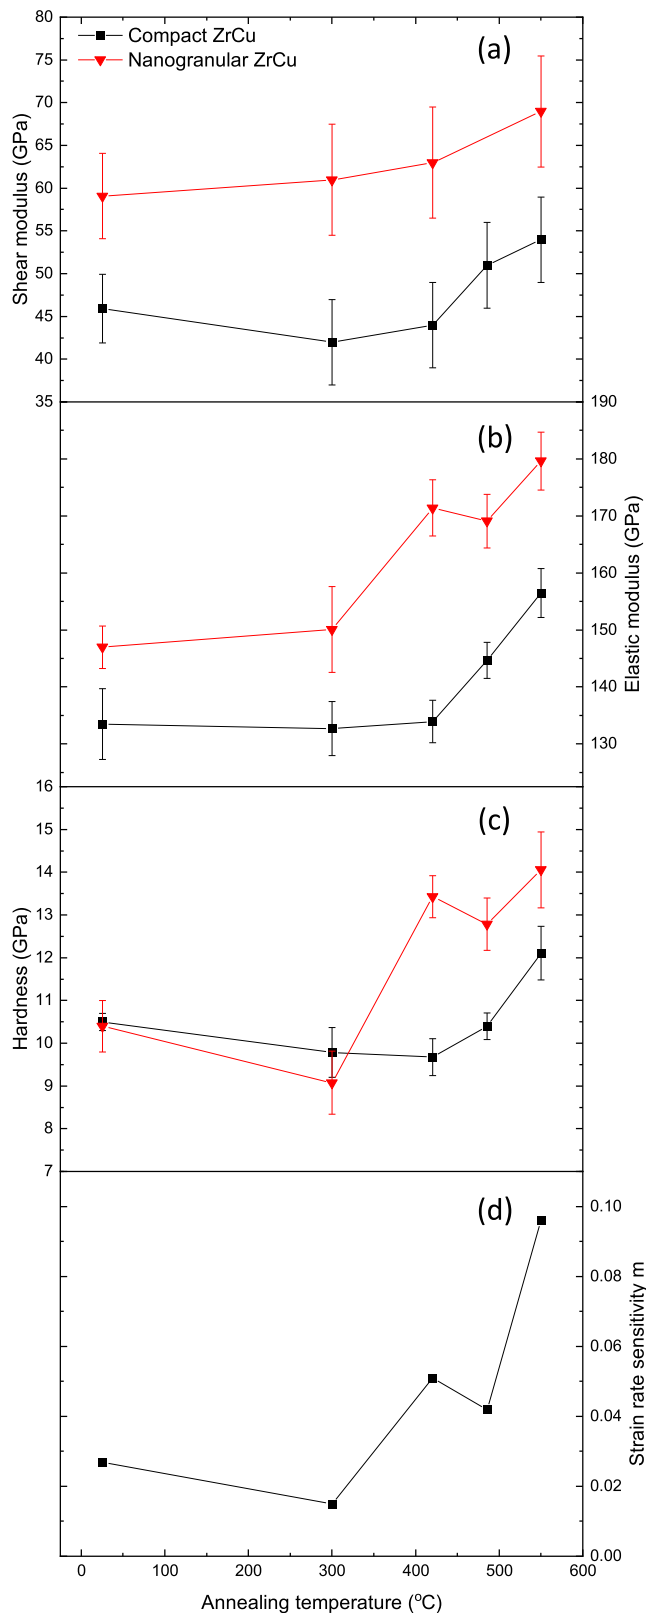 80
75
70
65
60
55
50
45
40
35
Shear modulus (GPa)
Compact ZrCu
Nanogranular ZrCu
(a)
190
180
170
160
150
140
130
Elastic modulus (GPa)
(b)
16
15
14
13
12
11
10
9
8
7
Hardness (GPa)
(c)
0.10
0.08
0.06
0.04
0.02
0.00
Strain rate sensitivity m
(d)
0 100 200 300 400 500 600
Annealing temperature (°C)